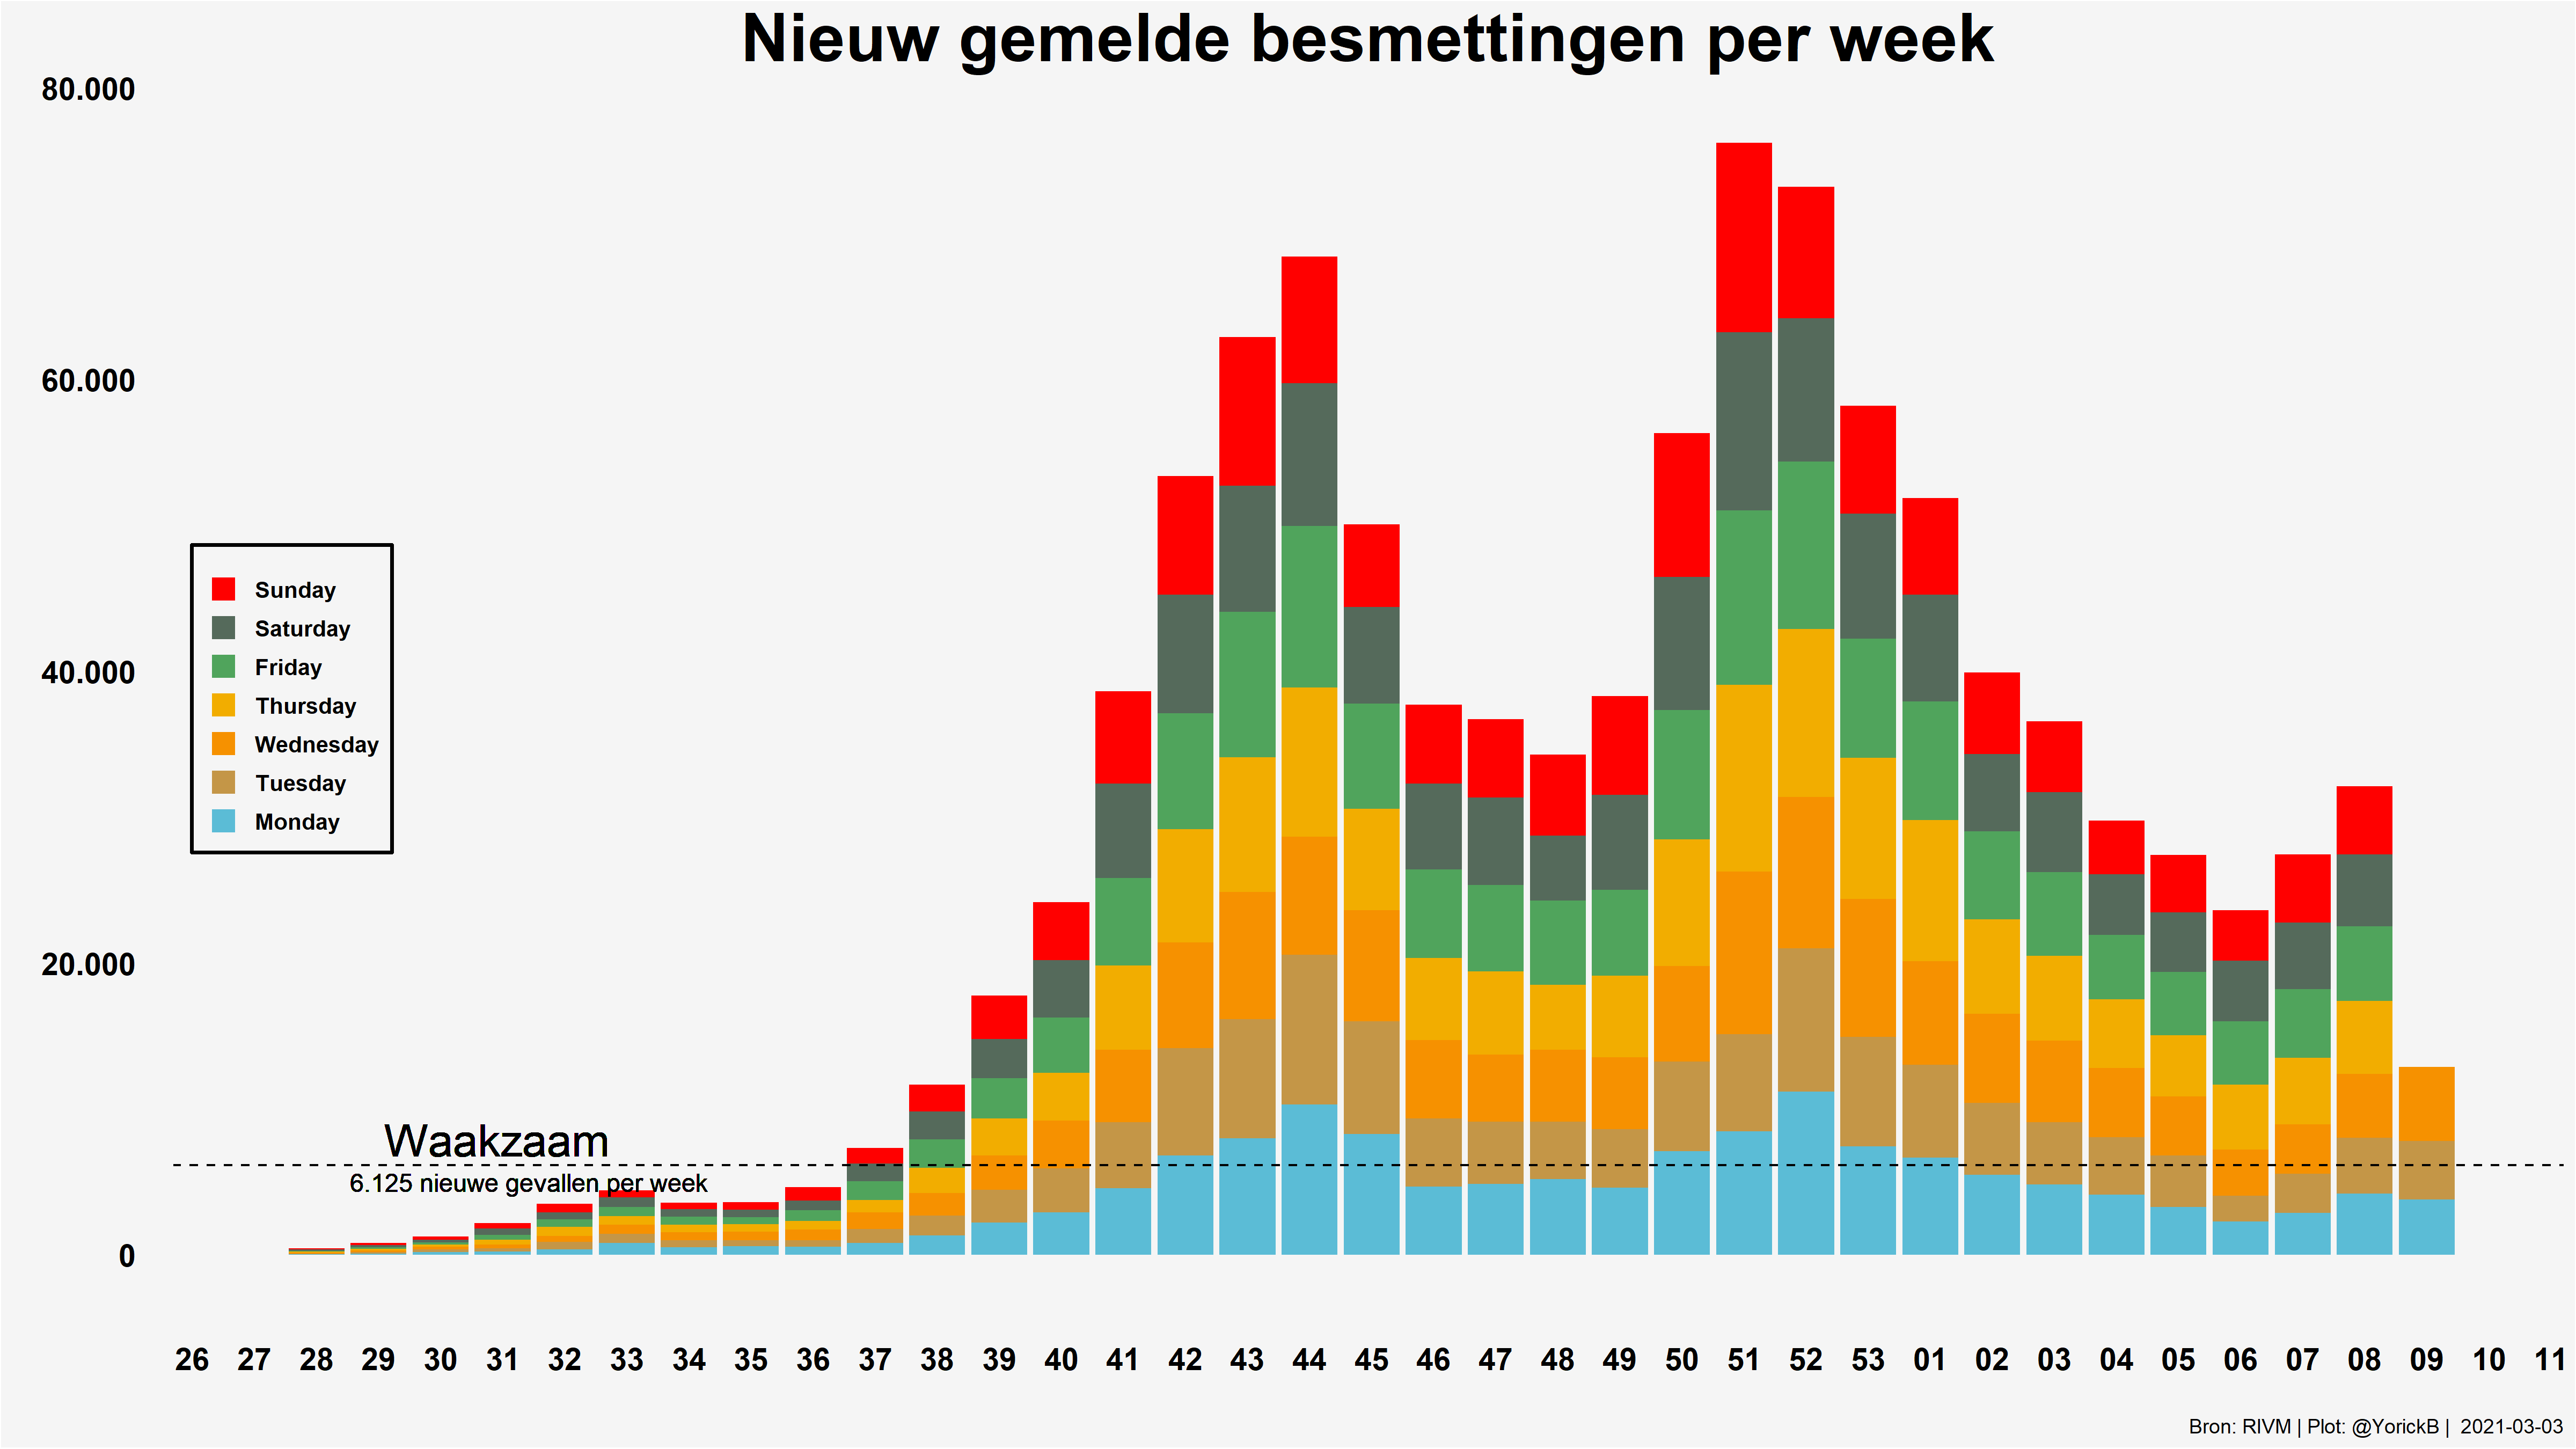 Nieuw gemelde besmettingen per week
80.000
60.000
40.000
20.000
0
Sunday
Saturday
Friday
Thursday
Wednesday
Tuesday
Monday
Waakzaam
6.125 nieuwe gevallen per week
26 27 28 29 30 31 32 33 34 35 36 37 38 39 40 41 42 43 44 45 46 47 48 49 50 51 52 53 01 02 03 04 05 06 07 08 09 10 11
Bron: RIVM | Plot: @YorickB | 2021-03-03